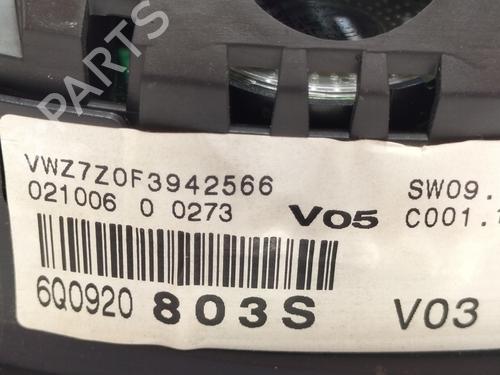 VWZ7Z0F3942566
021006 0 0273
V05
SW09.
C001.
6Q0920 803S
V03
B-PARTS